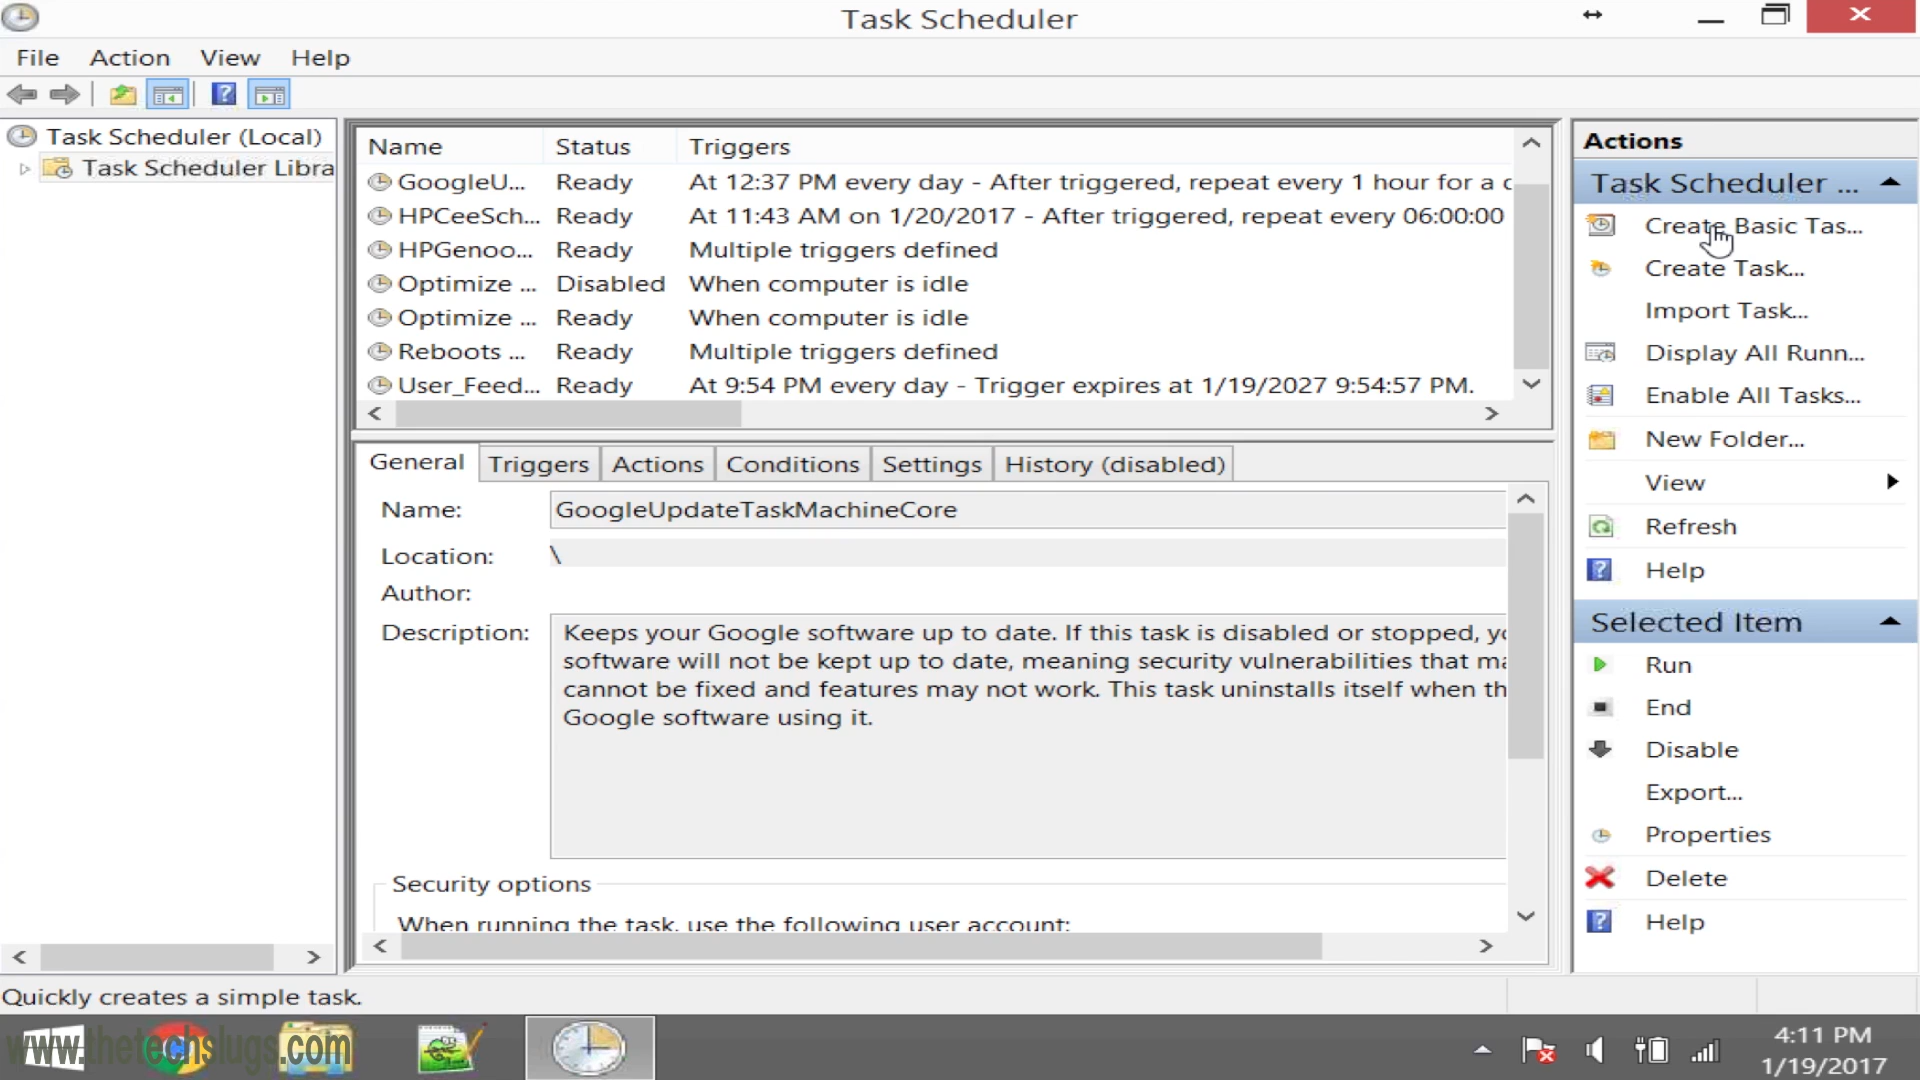 Task Scheduler
File Action View Help
Task Scheduler (Local)
Task Scheduler Libra
Name Status Triggers
GoogleU... Ready At 12:37 PM every day - After triggered, repeat every 1 hour for a d
HPCeeSch... Ready At 11:43 AM on 1/20/2017 - After triggered, repeat every 06:00:00
HPGenoo... Ready Multiple triggers defined
Optimize ... Disabled When computer is idle
Optimize ... Ready When computer is idle
Reboots ... Ready Multiple triggers defined
User_Feed... Ready At 9:54 PM every day - Trigger expires at 1/19/2027 9:54:57 PM.
General Triggers Actions Conditions Settings History (disabled)
Name: GoogleUpdateTaskMachineCore
Location: \
Author:
Description: Keeps your Google software up to date. If this task is disabled or stopped, yo
software will not be kept up to date, meaning security vulnerabilities that ma
cannot be fixed and features may not work. This task uninstalls itself when th
Google software using it.
Security options
When running the task, use the following user account:
Actions
Task Scheduler ...
Create Basic Tas...
Create Task...
Import Task...
Display All Runn...
Enable All Tasks...
New Folder...
View
Refresh
Help
Selected Item
Run
End
Disable
Export...
Properties
Delete
Help
Quickly creates a simple task.
www.thetechslugs.com
4:11 PM
1/19/2017